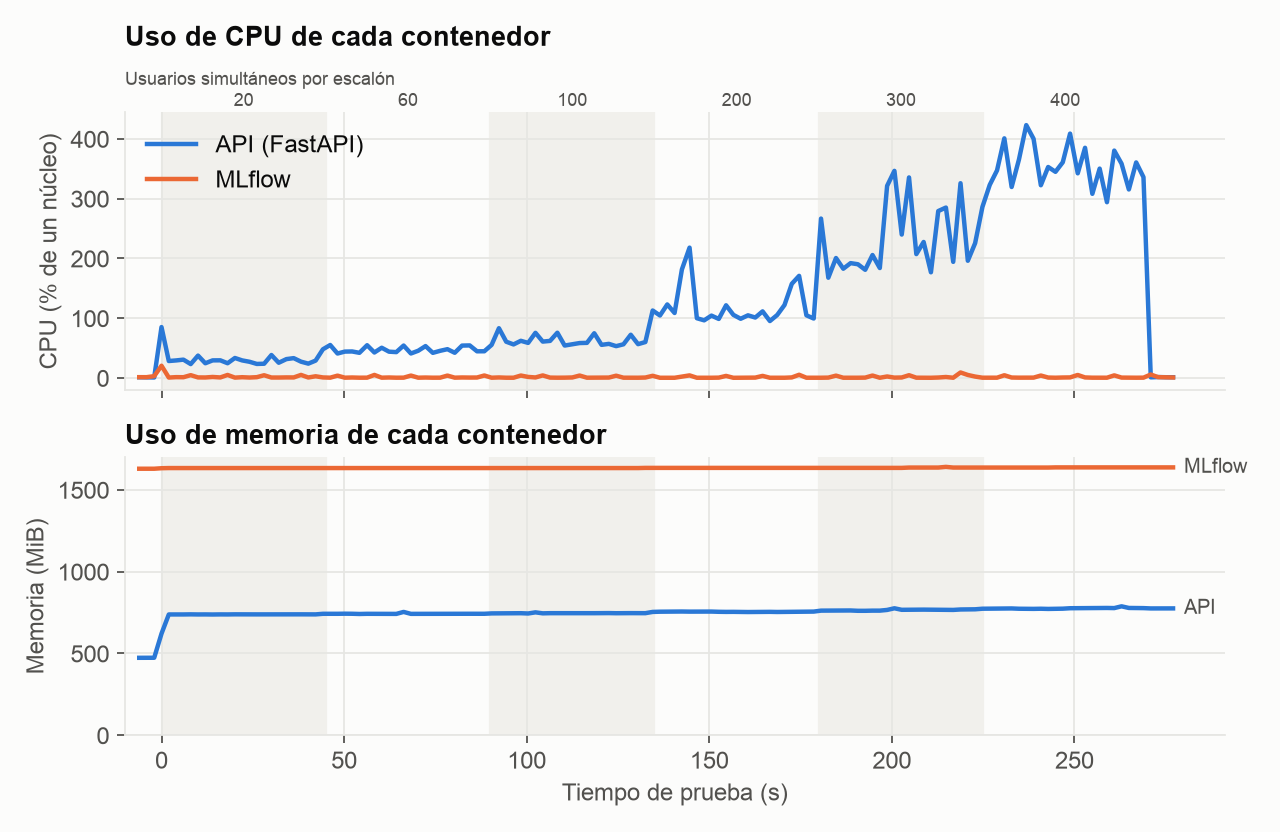 Uso de CPU de cada contenedor
Usuarios simultáneos por escalón
20 60 100 200 300 400
API (FastAPI)
MLflow
CPU (% de un núcleo)
400
300
200
100
0
Uso de memoria de cada contenedor
MLflow
API
Memoria (MiB)
1500
1000
500
0
0 50 100 150 200 250
Tiempo de prueba (s)